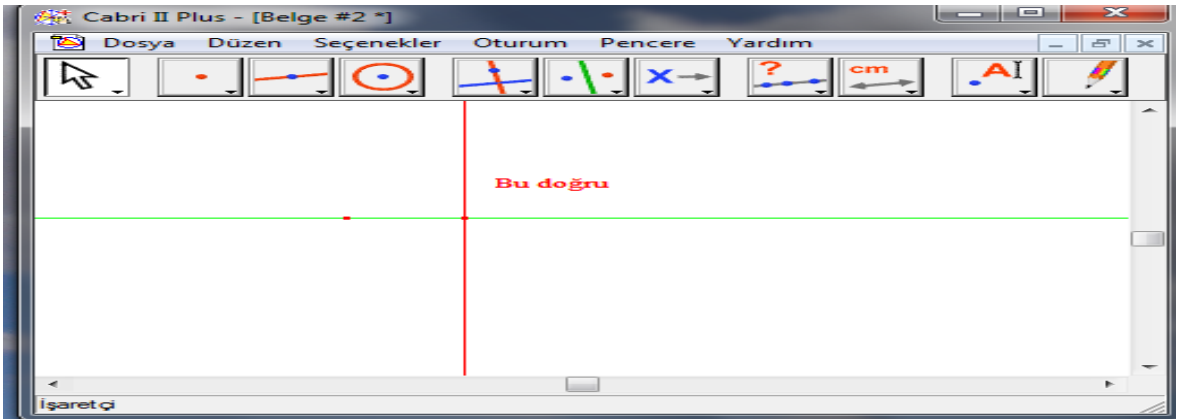 Cabri II Plus - [Belge #2 *]
Dosya Düzen Seçenekler Oturum Pencere Yardım
? cm A
Bu doğru
İşaretçi